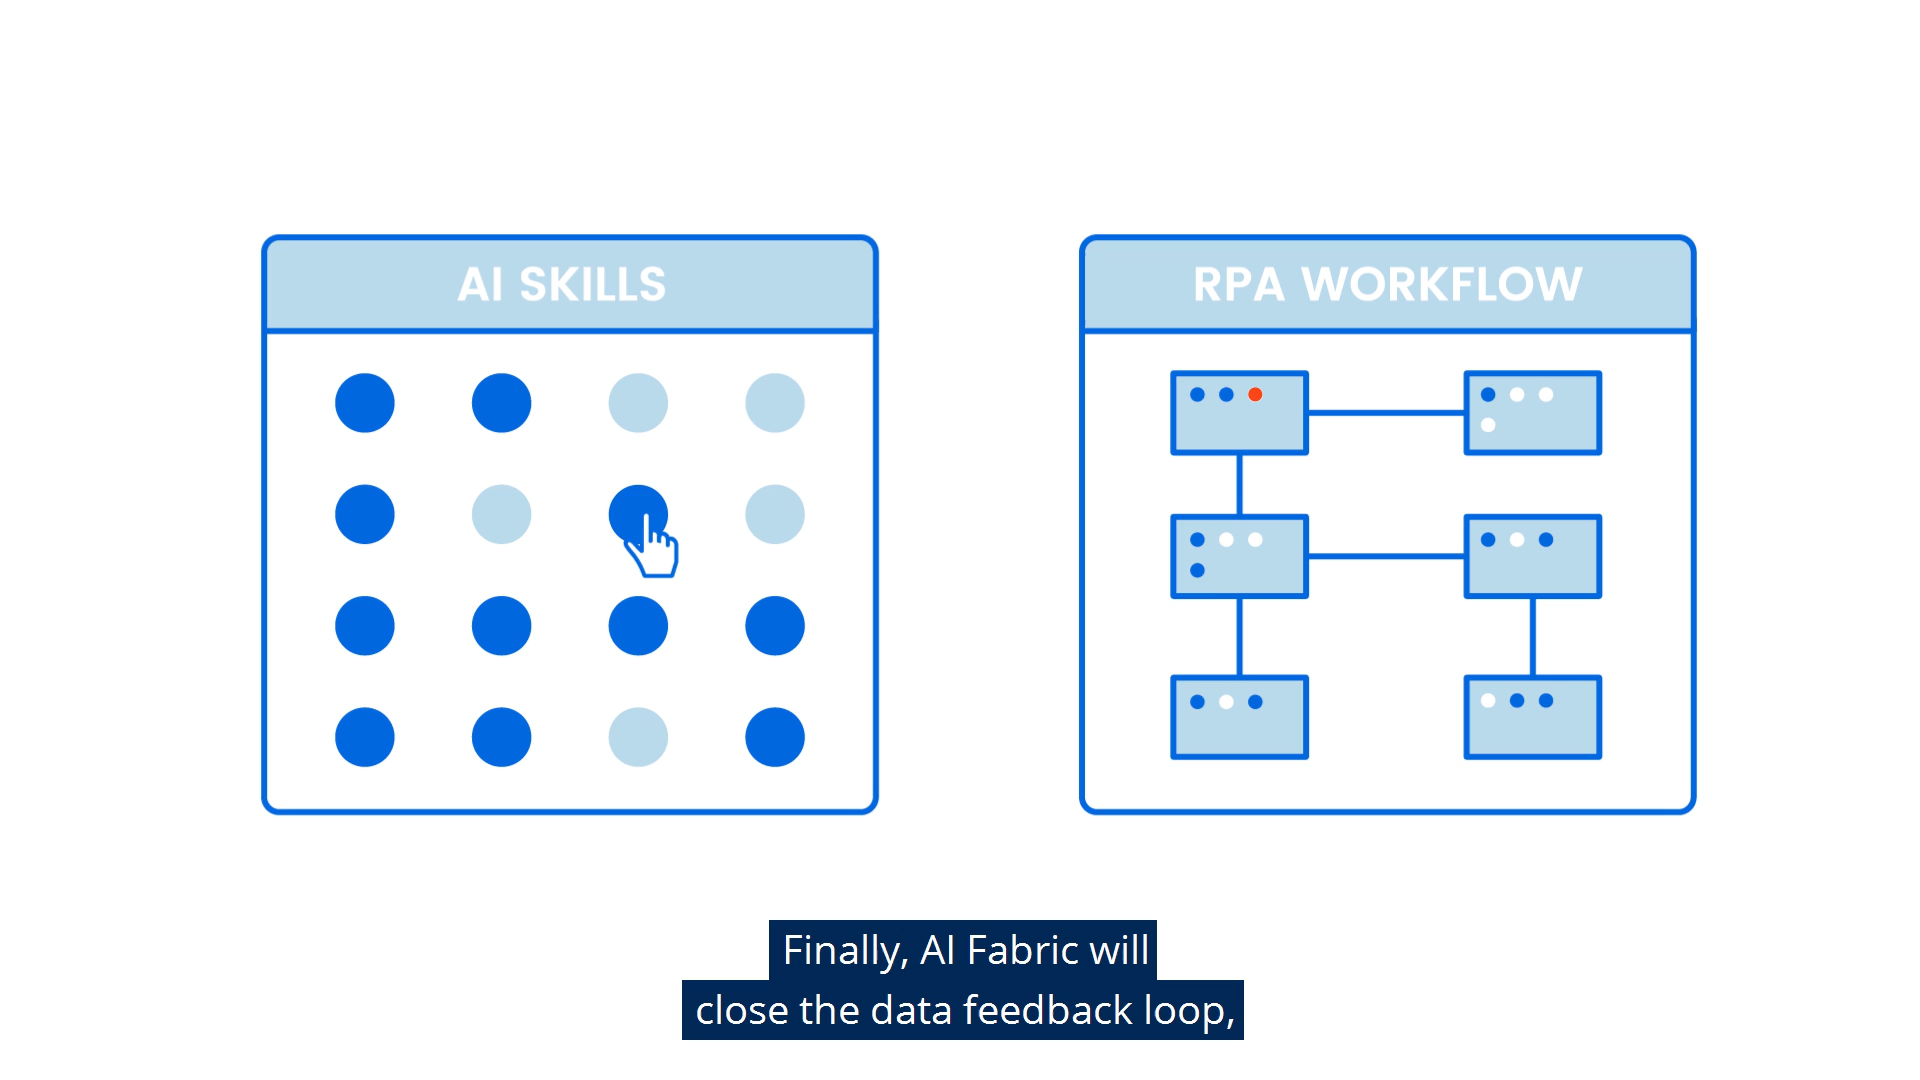 AI SKILLS
RPA WORKFLOW
Finally, AI Fabric will
close the data feedback loop,